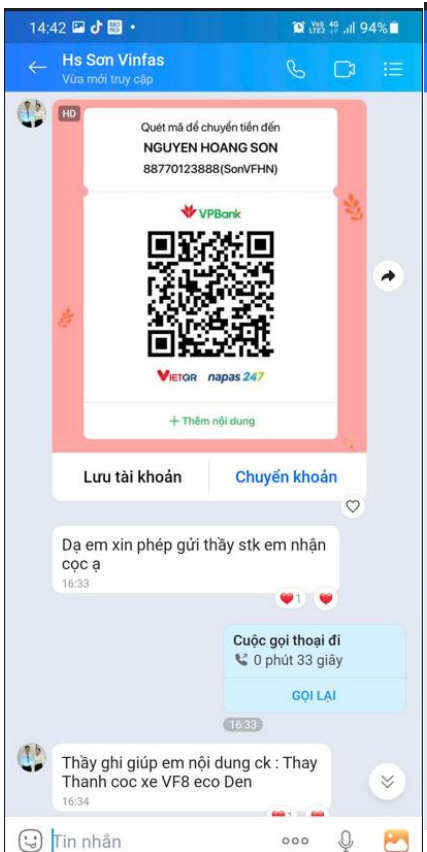 14:42 94%
Hs Sơn Vinfas
Vừa mới truy cập
HD
Quét mã để chuyển tiền đến
NGUYEN HOANG SON
88770123888(SonVFHN)
VPBank
VIETQR napas 247
+ Thêm nội dung
Lưu tài khoản Chuyển khoản
Dạ em xin phép gửi thầy stk em nhận
cọc ạ
16:33
1
Cuộc gọi thoại đi
0 phút 33 giây
GỌI LẠI
16:33
Thầy ghi giúp em nội dung ck : Thay
Thanh coc xe VF8 eco Den
16:34
Tin nhắn